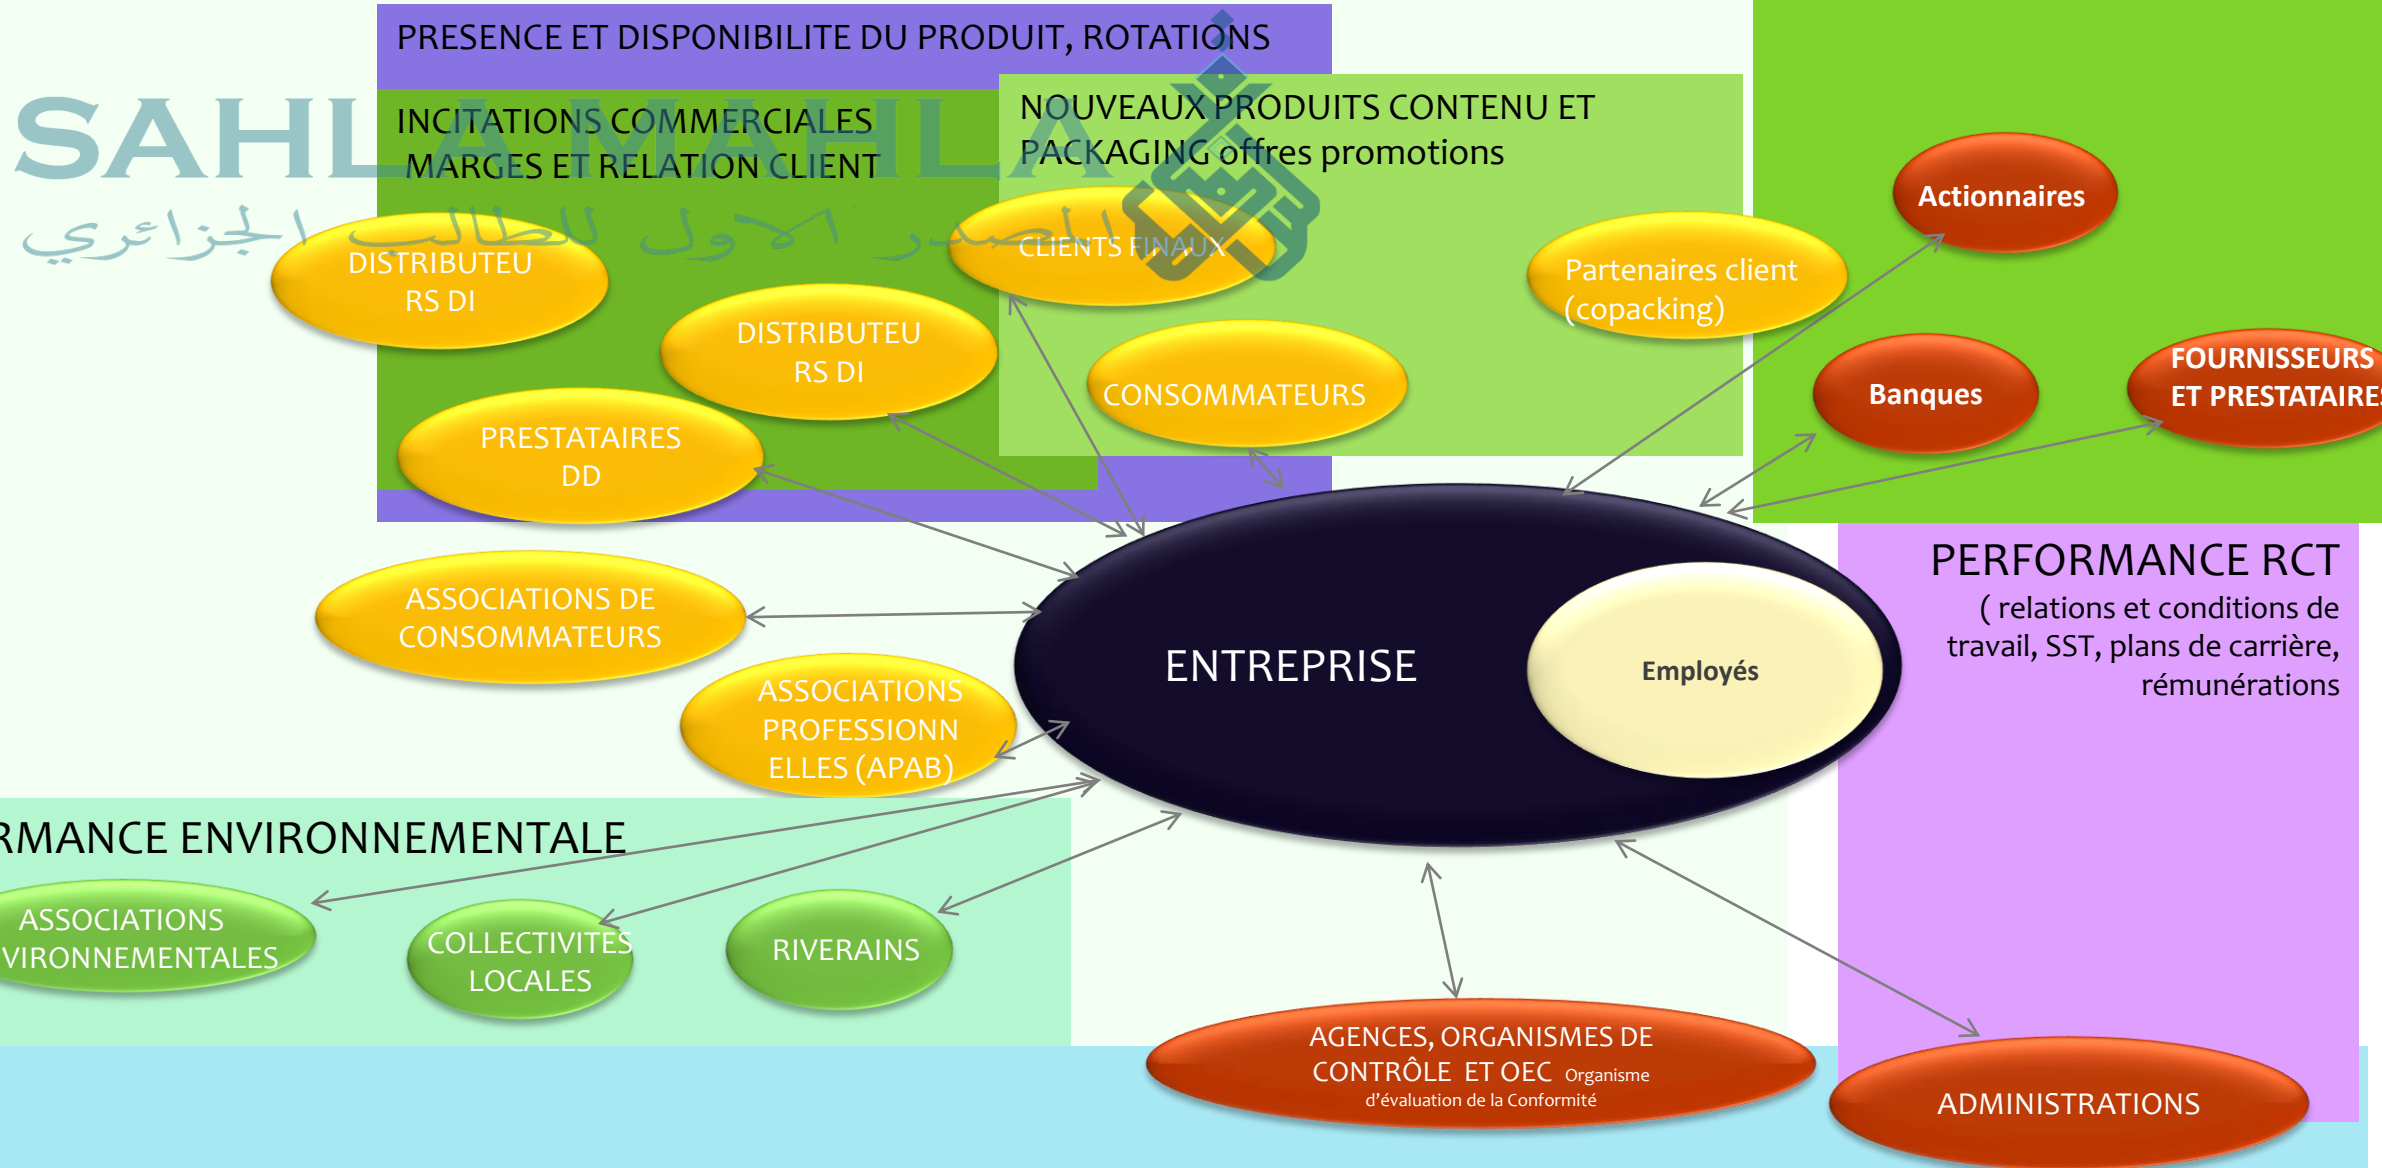 PRESENCE ET DISPONIBILITE DU PRODUIT, ROTATIONS
SAHLA MAHLA
المصدر الاول للطالب الجزائري
INCITATIONS COMMERCIALES
MARGES ET RELATION CLIENT
NOUVEAUX PRODUITS CONTENU ET
PACKAGING offres promotions
Actionnaires
CLIENTS FINAUX
Partenaires client
(copacking)
DISTRIBUTEU
RS DI
DISTRIBUTEU
RS DI
CONSOMMATEURS
Banques
FOURNISSEURS
ET PRESTATAIRES
PRESTATAIRES
DD
ASSOCIATIONS DE
CONSOMMATEURS
ENTREPRISE
Employés
PERFORMANCE RCT
( relations et conditions de
travail, SST, plans de carrière,
rémunérations
ASSOCIATIONS
PROFESSIONN
ELLES (APAB)
RMANCE ENVIRONNEMENTALE
ASSOCIATIONS
VIRONNEMENTALES
COLLECTIVITES
LOCALES
RIVERAINS
AGENCES, ORGANISMES DE
CONTRÔLE ET OEC Organisme
d'évaluation de la Conformité
ADMINISTRATIONS